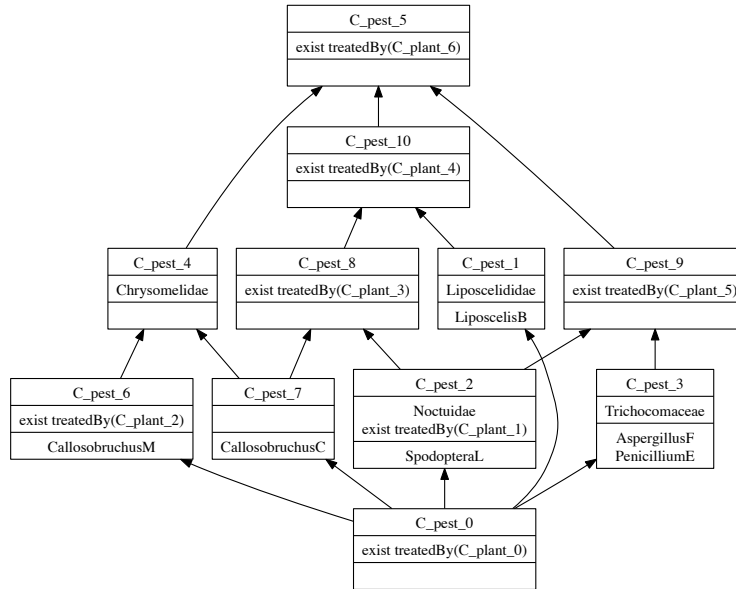 C_pest_5
exist treatedBy(C_plant_6)
C_pest_10
exist treatedBy(C_plant_4)
C_pest_4
Chrysomelidae
C_pest_8
exist treatedBy(C_plant_3)
C_pest_1
Liposcelididae
LiposcelisB
C_pest_9
exist treatedBy(C_plant_5)
C_pest_6
exist treatedBy(C_plant_2)
CallosobruchusM
C_pest_7
CallosobruchusC
C_pest_2
Noctuidae
exist treatedBy(C_plant_1)
SpodopteraL
C_pest_3
Trichocomaceae
AspergillusF
PenicilliumE
C_pest_0
exist treatedBy(C_plant_0)